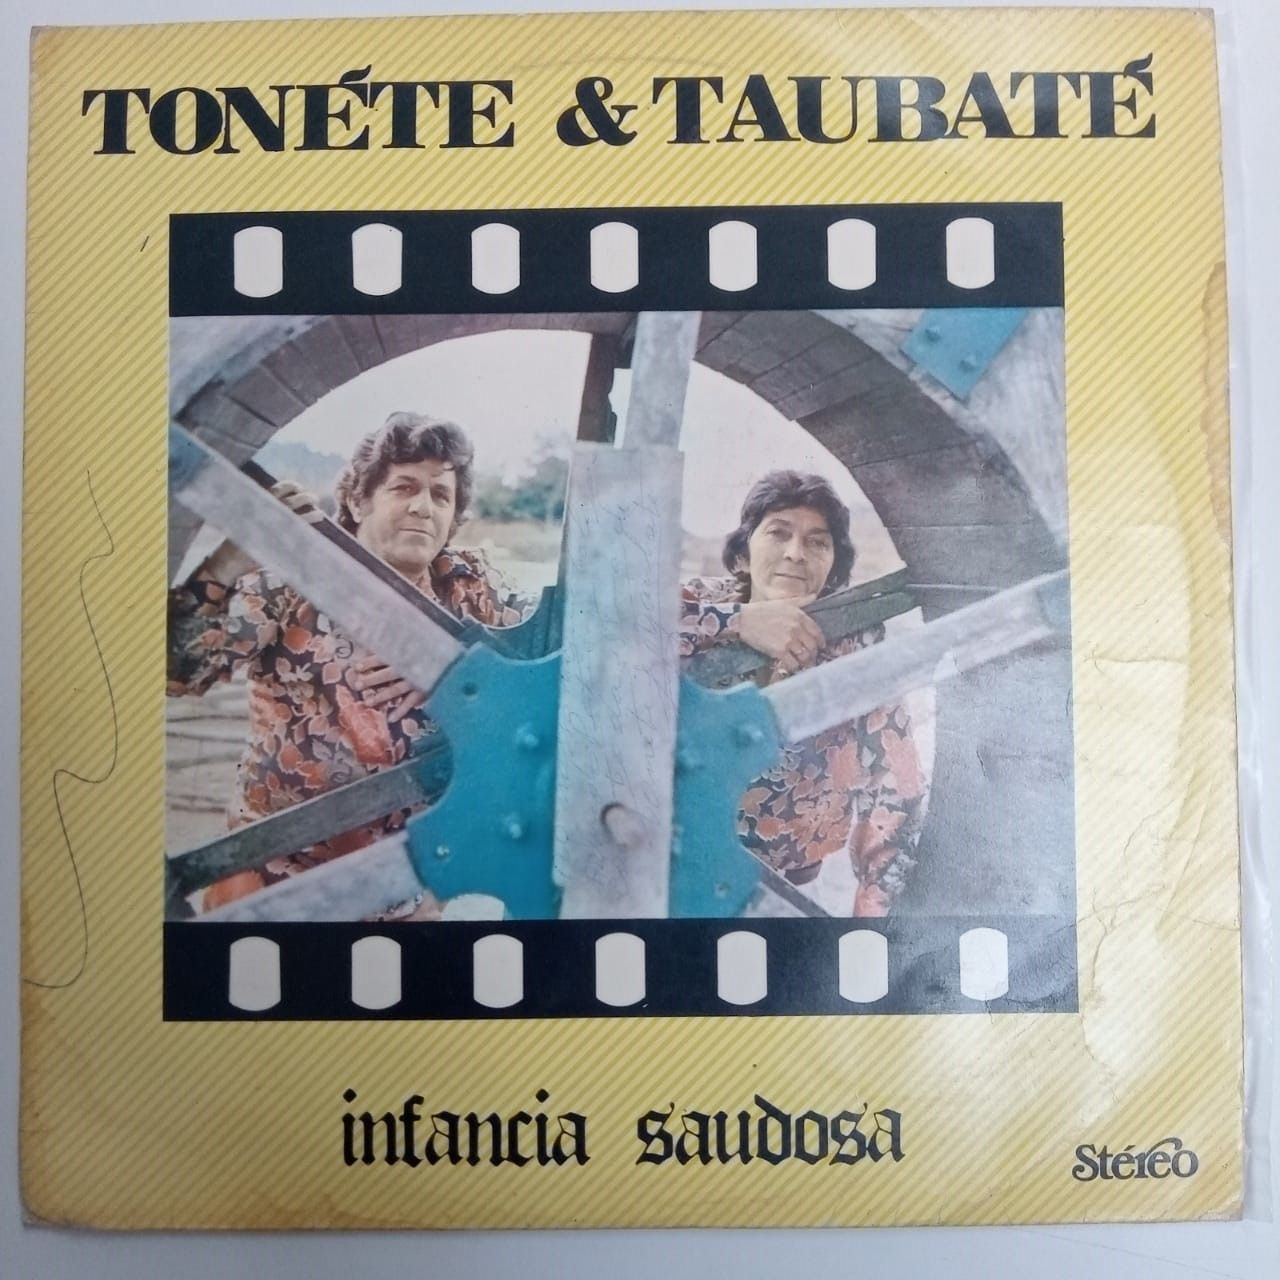 TONÉTE & TAUBATÉ
infancia saudosa
Stéreo